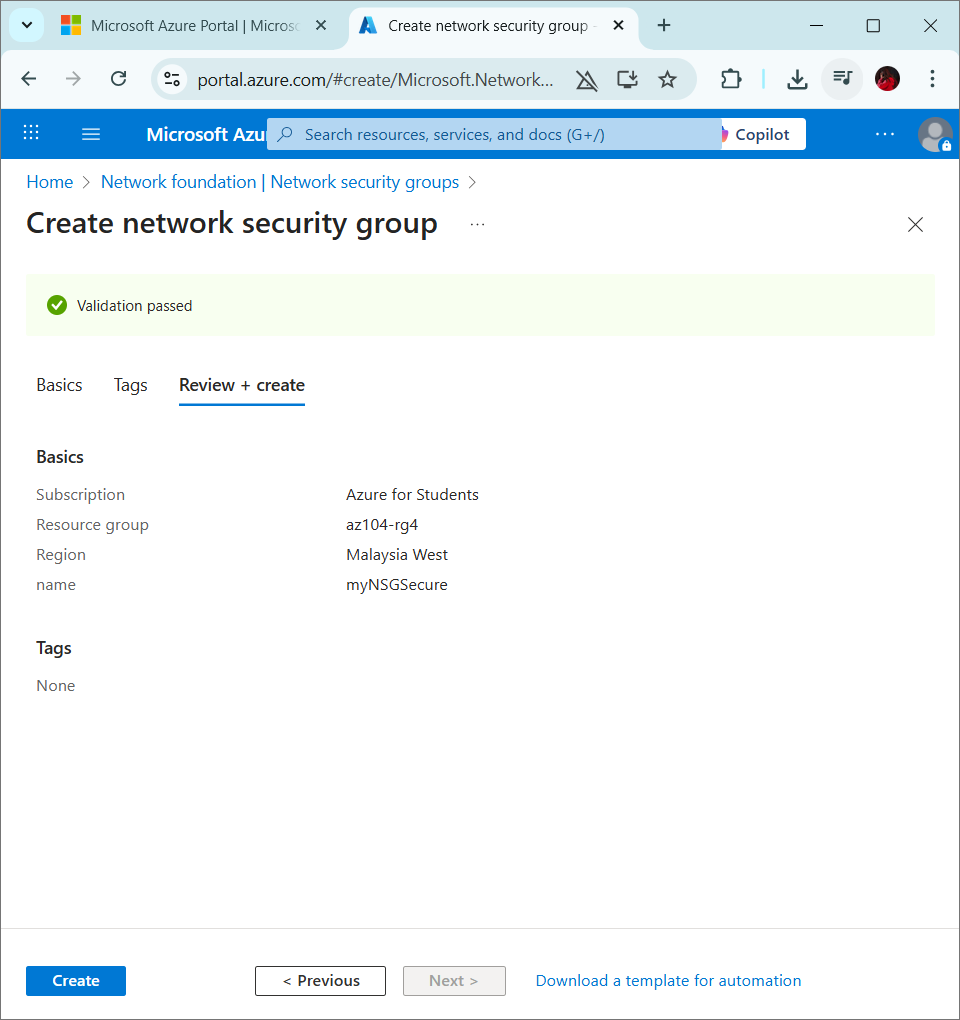 Microsoft Azure Portal | Microsc
Create network security group -
portal.azure.com/#create/Microsoft.Network...
Microsoft Azu
Search resources, services, and docs (G+/)
Copilot
Home > Network foundation | Network security groups >
Create network security group ...
Validation passed
Basics Tags Review + create
Basics
Subscription Azure for Students
Resource group az104-rg4
Region Malaysia West
name myNSGSecure
Tags
None
Create < Previous Next > Download a template for automation